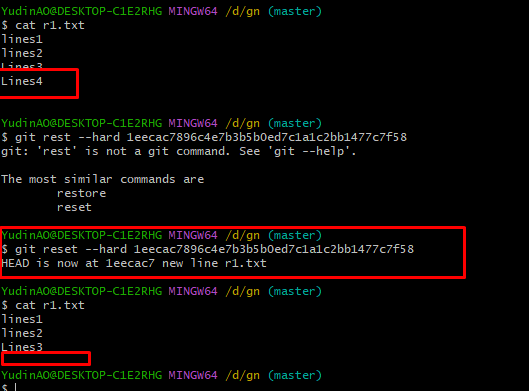 YudinAO@DESKTOP-C1E2RHG MINGW64 /d/gn (master)
$ cat r1.txt
lines1
lines2
Lines3
Lines4
YudinAO@DESKTOP-C1E2RHG MINGW64 /d/gn (master)
$ git rest --hard 1eecac7896c4e7b3b5b0ed7c1a1c2bb1477c7f58
git: 'rest' is not a git command. See 'git --help'.
The most similar commands are
restore
reset
YudinAO@DESKTOP-C1E2RHG MINGW64 /d/gn (master)
$ git reset --hard 1eecac7896c4e7b3b5b0ed7c1a1c2bb1477c7f58
HEAD is now at 1eecac7 new line r1.txt
YudinAO@DESKTOP-C1E2RHG MINGW64 /d/gn (master)
$ cat r1.txt
lines1
lines2
Lines3
YudinAO@DESKTOP-C1E2RHG MINGW64 /d/gn (master)
$